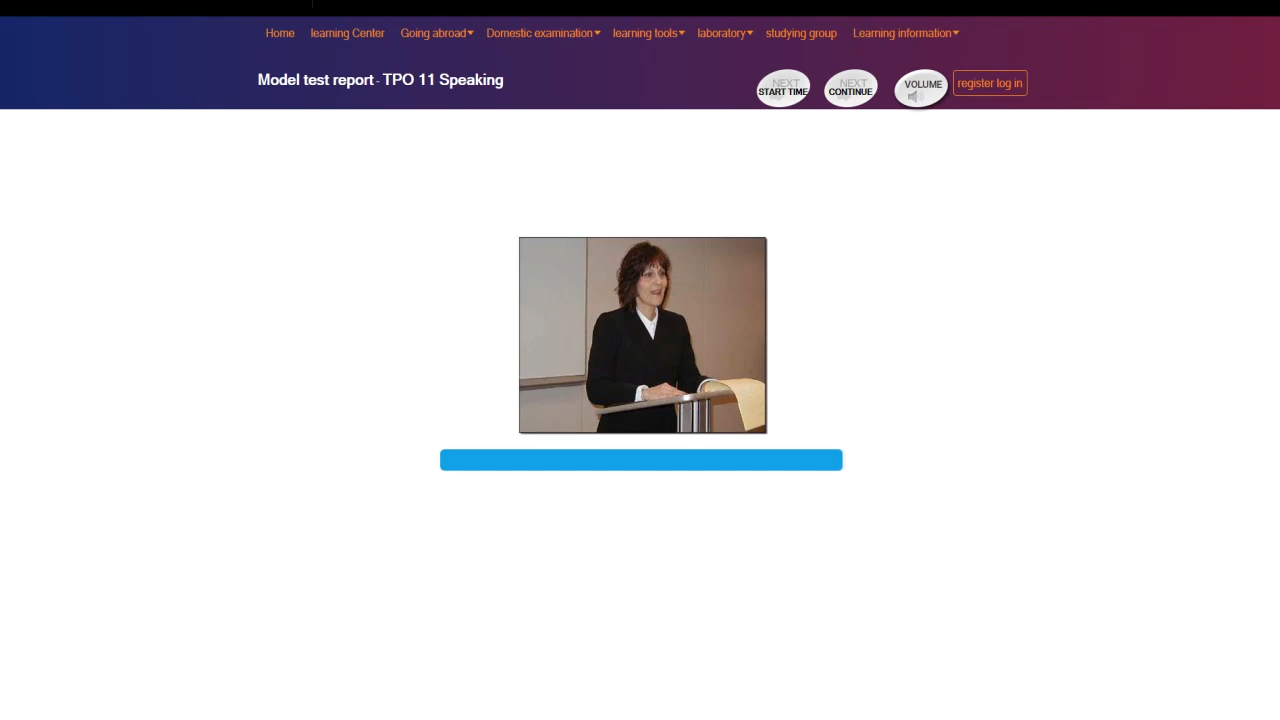 Home learning Center Going abroad Domestic examination learning tools laboratory studying group Learning information
Model test report - TPO 11 Speaking
NEXT
START TIME
NEXT
CONTINUE
VOLUME
register log in